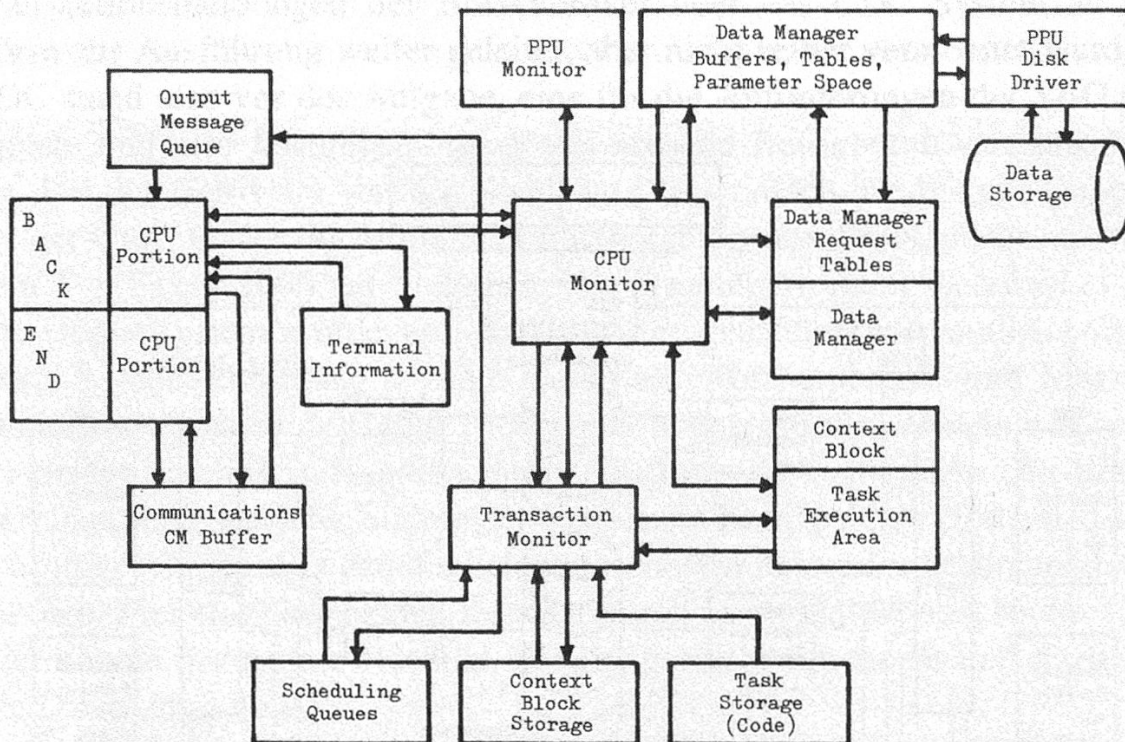 PPU
Monitor
Data Manager
Buffers, Tables,
Parameter Space
PPU
Disk
Driver
Output
Message
Queue
Data
Storage
B
A
C
K
CPU
Portion
CPU
Monitor
Data Manager
Request
Tables
E
N
D
CPU
Portion
Terminal
Information
Data
Manager
Context
Block
Communications
CM Buffer
Transaction
Monitor
Task
Execution
Area
Scheduling
Queues
Context
Block
Storage
Task
Storage
(Code)